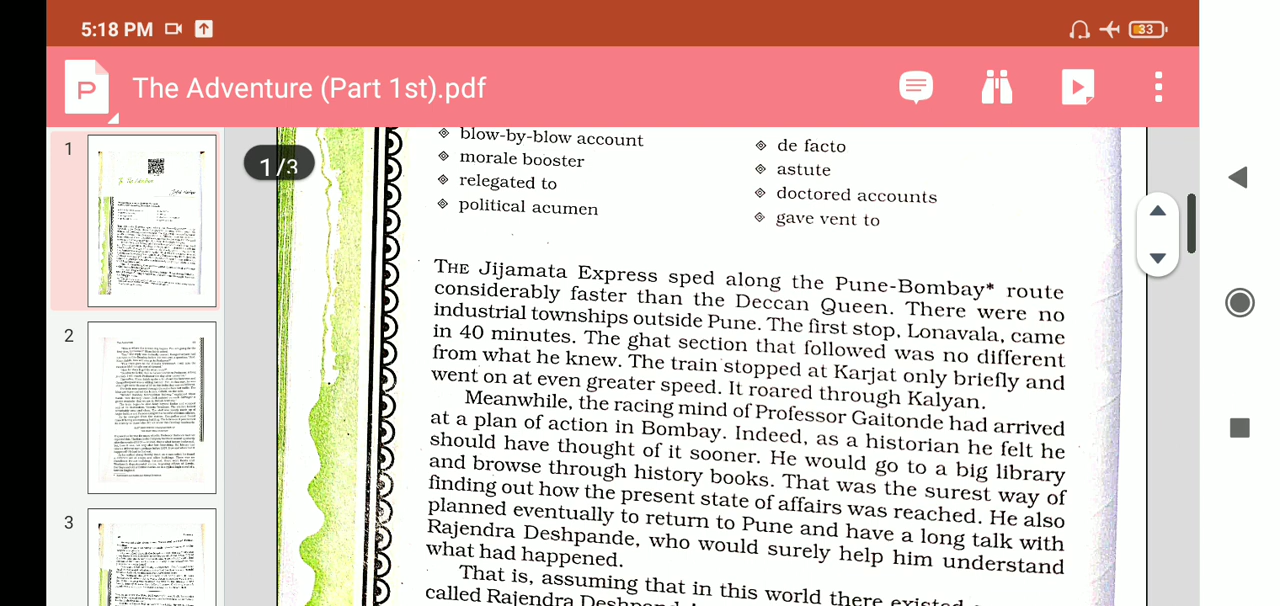 5:18 PM
33
The Adventure (Part 1st).pdf
1
1/3
2
3
blow-by-blow account
morale booster
relegated to
political acumen
de facto
astute
doctored accounts
gave vent to
THE Jijamata Express sped along the Pune-Bombay* route
considerably faster than the Deccan Queen. There were no
industrial townships outside Pune. The first stop, Lonavala, came
in 40 minutes. The ghat section that followed was no different
from what he knew. The train stopped at Karjat only briefly and
went on at even greater speed. It roared through Kalyan.
Meanwhile, the racing mind of Professor Gaitonde had arrived
at a plan of action in Bombay. Indeed, as a historian he felt he
should have thought of it sooner. He would go to a big library
and browse through history books. That was the surest way of
finding out how the present state of affairs was reached. He also
planned eventually to return to Pune and have a long talk with
Rajendra Deshpande, who would surely help him understand
what had happened.
That is, assuming that in this world there existed
called Rajendra